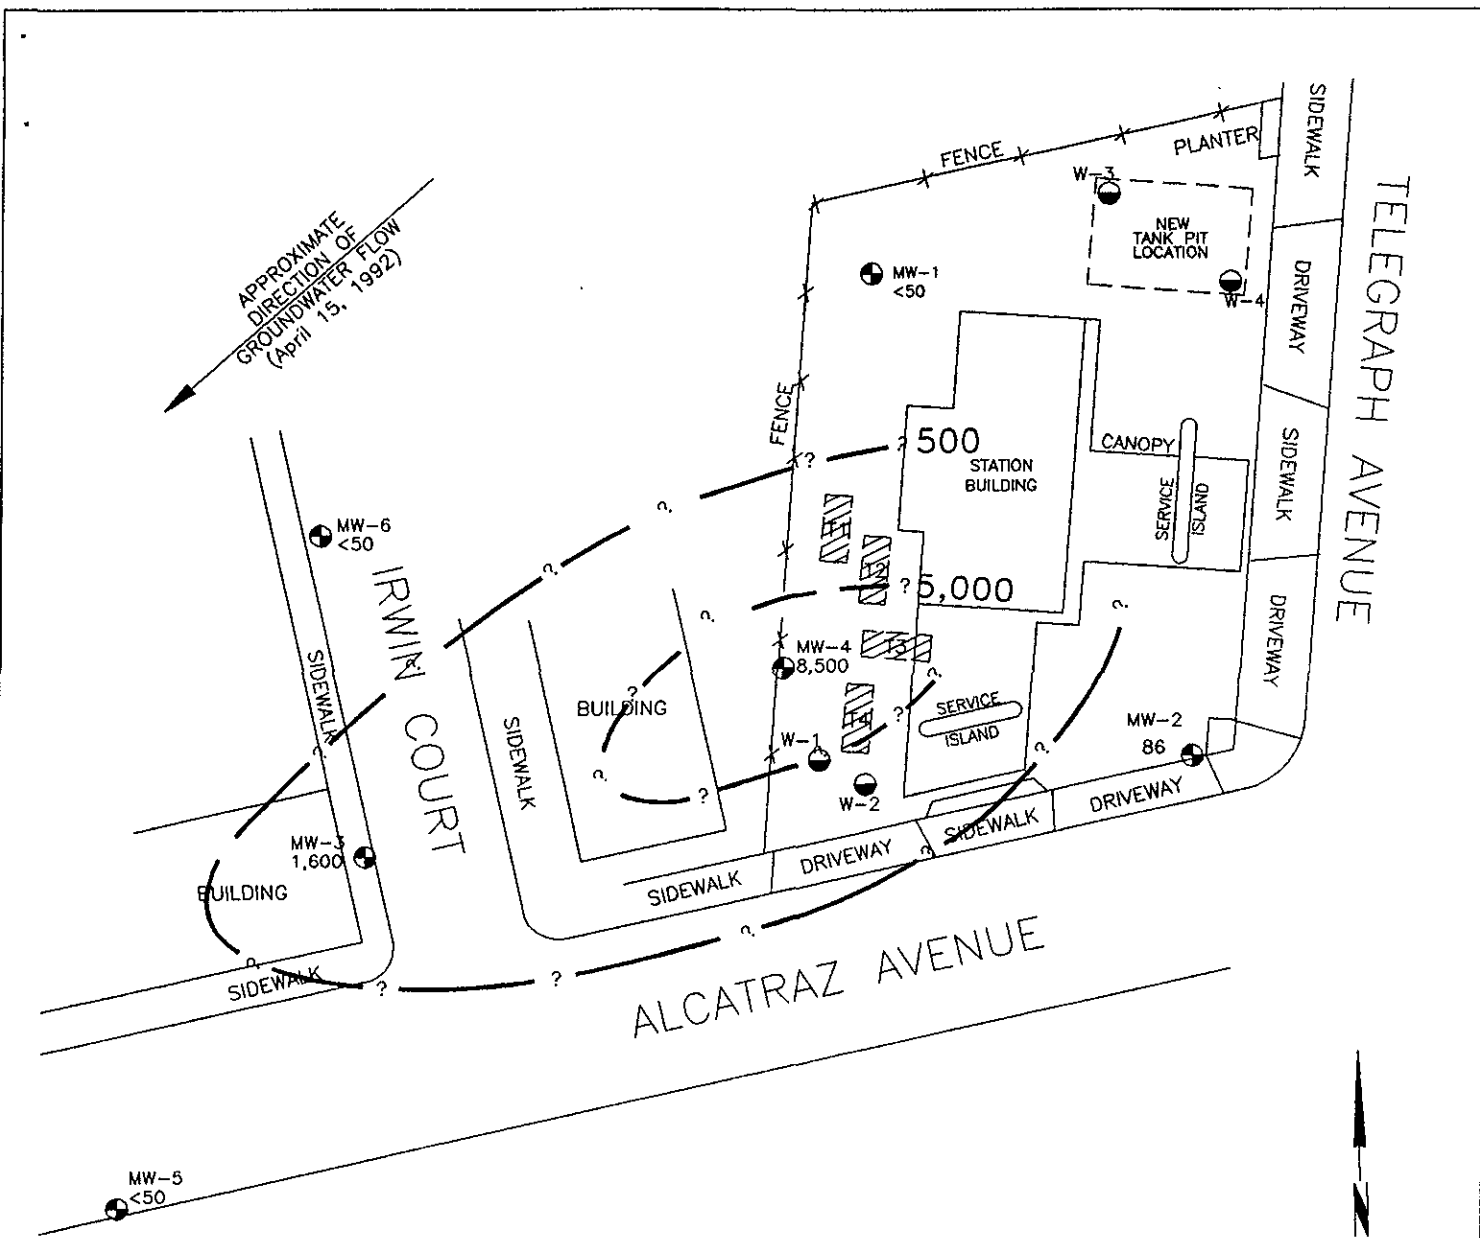 SIDEWALK
FENCE
PLANTER
W-3
NEW
TANK PIT
LOCATION
W-4
TELEGRAPH AVENUE
DRIVEWAY
APPROXIMATE
DIRECTION OF
GROUNDWATER FLOW
(April 15, 1992)
MW-1
<50
FENCE
500
?
?
STATION
BUILDING
CANOPY
SERVICE
ISLAND
SIDEWALK
?
MW-6
<50
?
T1
T2
?
5,000
IRWIN COURT
?
DRIVEWAY
?
MW-4
8,500
T3
SIDEWALK
?
?
?
BUILDING
T4
?
SERVICE
ISLAND
MW-2
86
SIDEWALK
?
W-1
?
?
?
?
W-2
DRIVEWAY
SIDEWALK
MW-3
1,600
DRIVEWAY
?
BUILDING
SIDEWALK
?
ALCATRAZ AVENUE
?
SIDEWALK
?
?
MW-5
<50
N